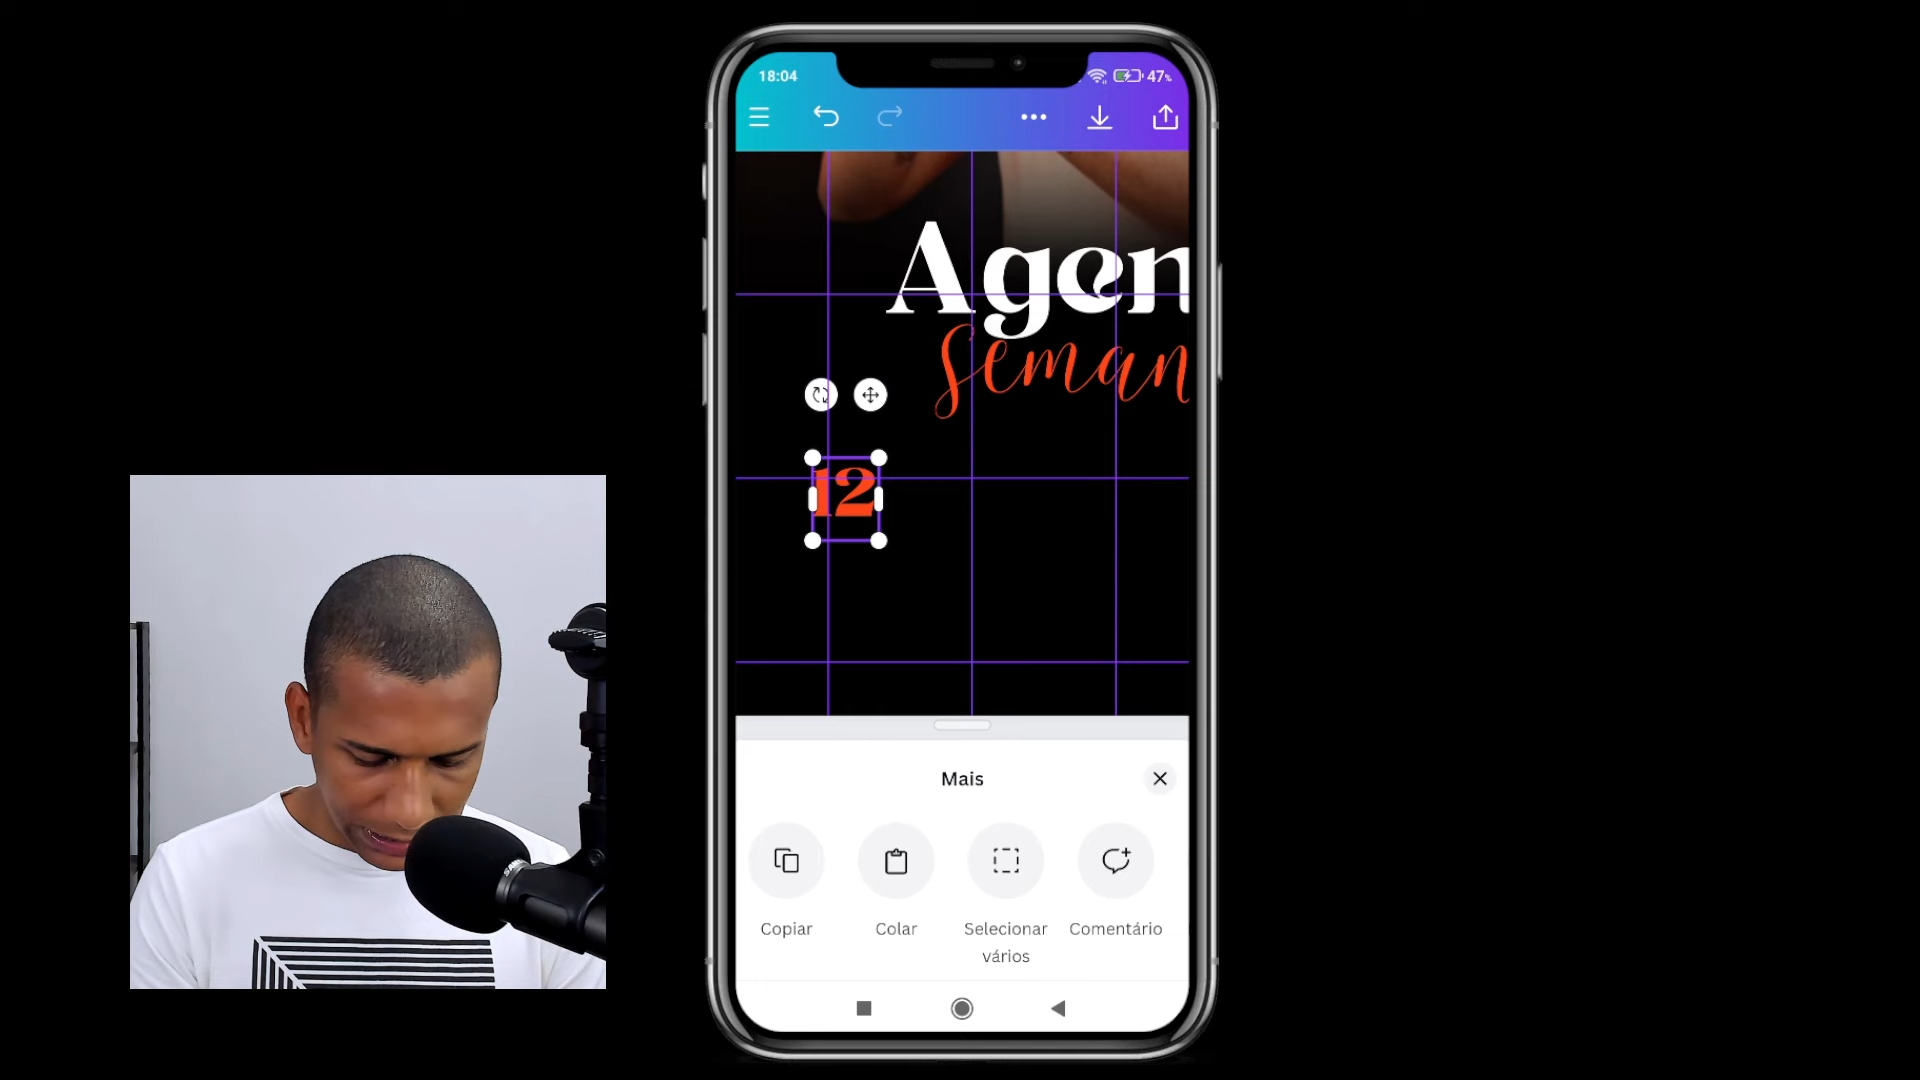 18:04
47%
Agen
Seman
12
Mais
Copiar
Colar
Selecionar
vários
Comentário